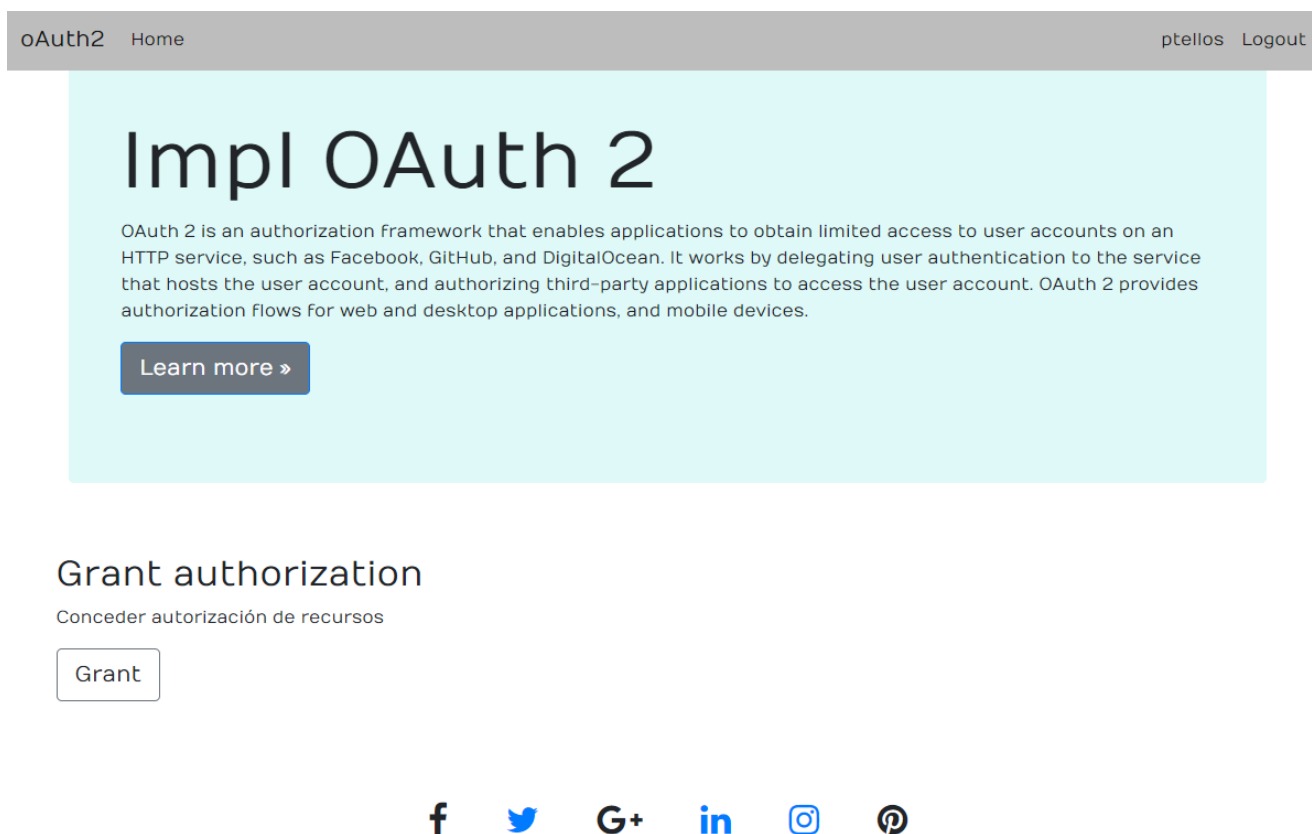 oAuth2 Home ptellos Logout
Impl OAuth 2
OAuth 2 is an authorization framework that enables applications to obtain limited access to user accounts on an
HTTP service, such as Facebook, GitHub, and DigitalOcean. It works by delegating user authentication to the service
that hosts the user account, and authorizing third-party applications to access the user account. OAuth 2 provides
authorization flows for web and desktop applications, and mobile devices.
Learn more »
Grant authorization
Conceder autorización de recursos
Grant
f G+ in